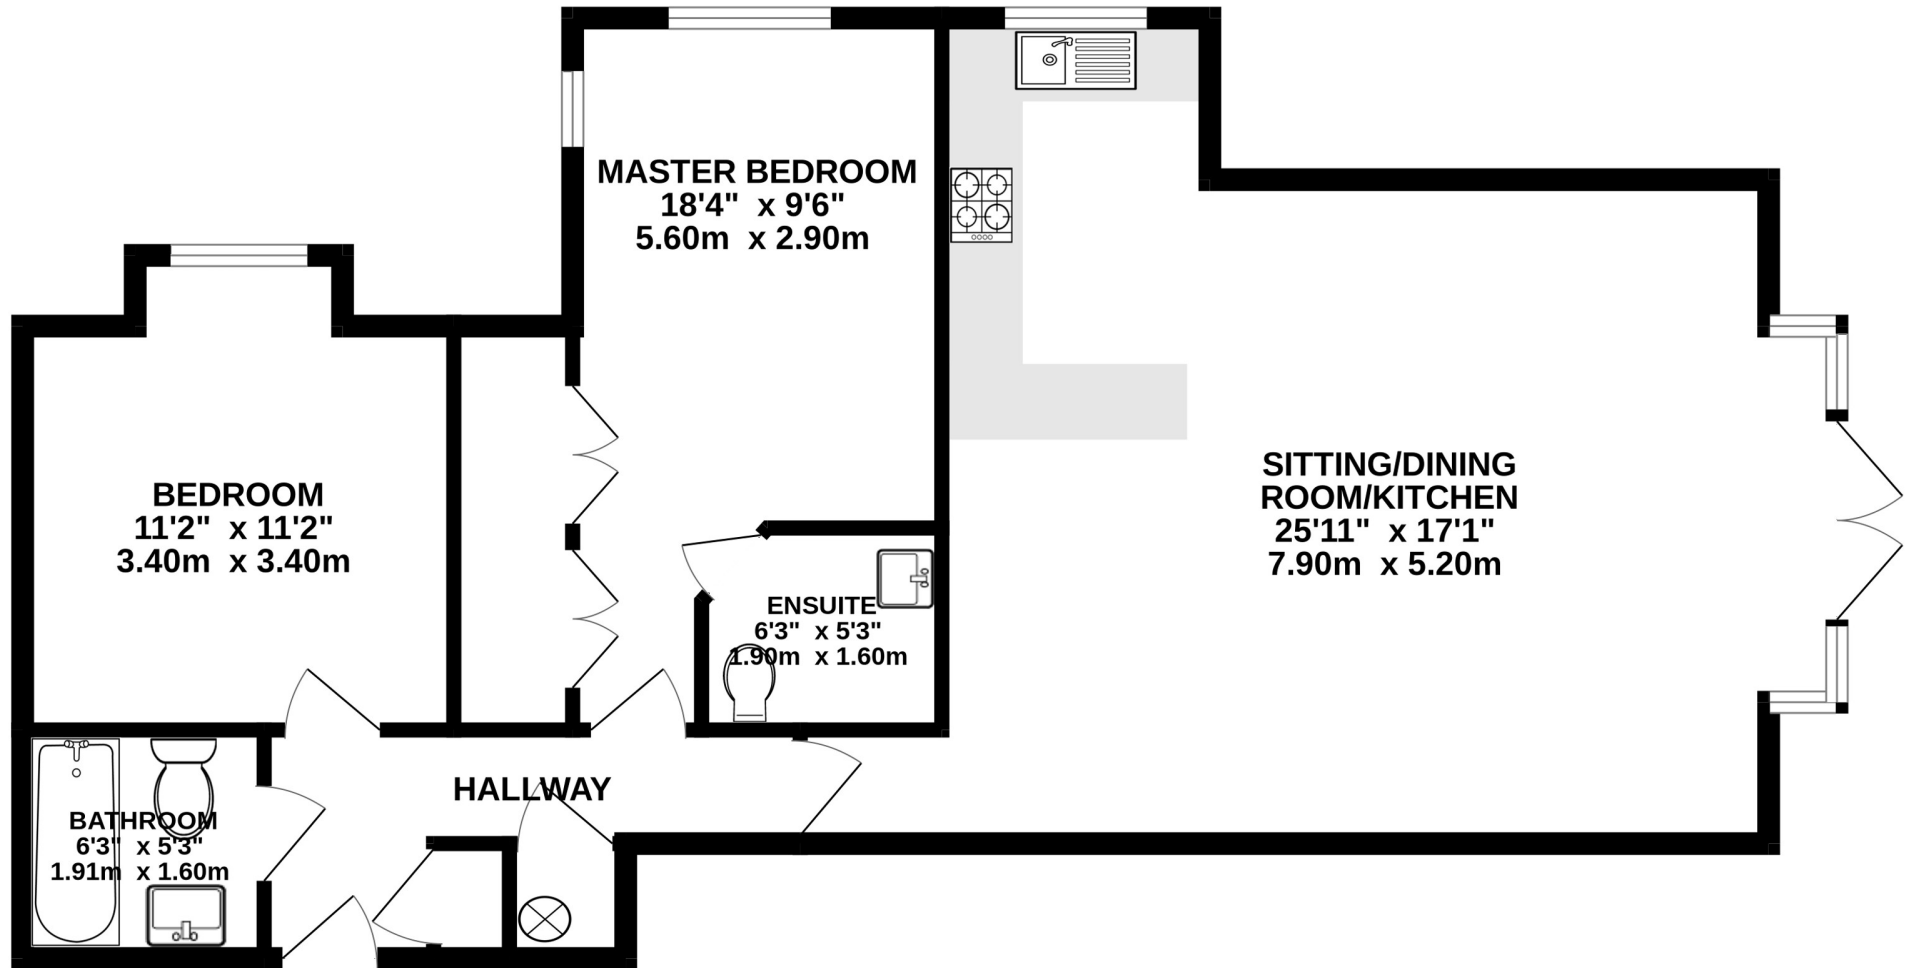 MASTER BEDROOM
18'4" x 9'6"
5.60m x 2.90m
BEDROOM
11'2" x 11'2"
3.40m x 3.40m
SITTING/DINING
ROOM/KITCHEN
25'11" x 17'1"
7.90m x 5.20m
ENSUITE
6'3" x 5'3"
1.90m x 1.60m
HALLWAY
BATHROOM
6'3" x 5'3"
1.91m x 1.60m